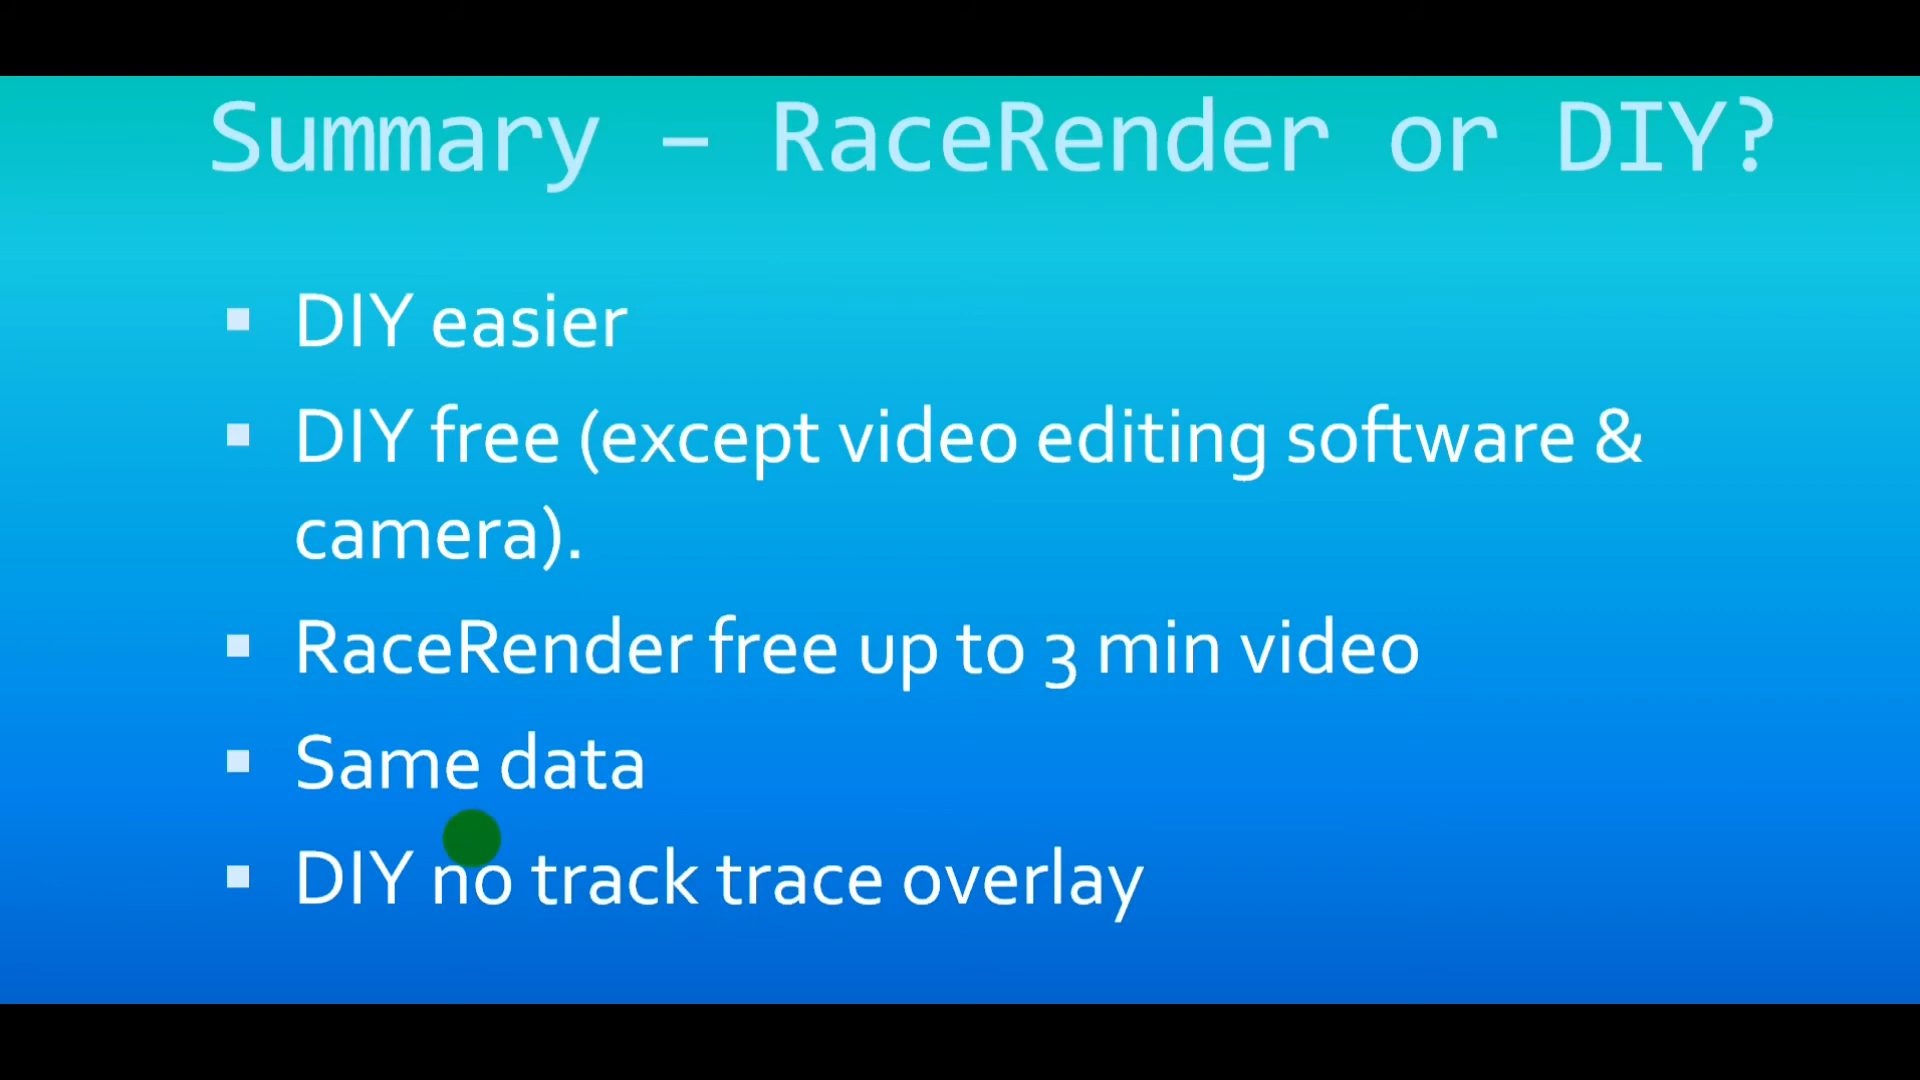 Summary – RaceRender or DIY?
DIY easier
DIY free (except video editing software &
camera).
RaceRender free up to 3 min video
Same data
DIY no track trace overlay